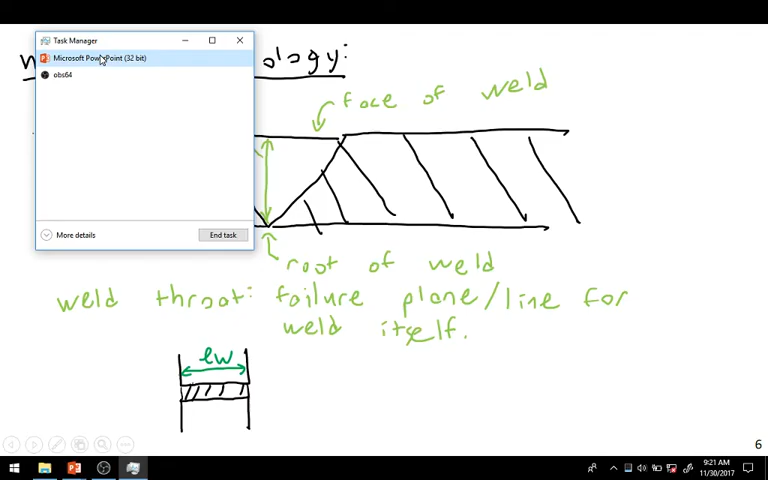 Task Manager
Microsoft PowerPoint (32 bit)
obs64
More details
End task
ology:
face of weld
root of weld
weld throat: failure plane/line for
weld itself.
lw
6
9:21 AM
11/30/2017